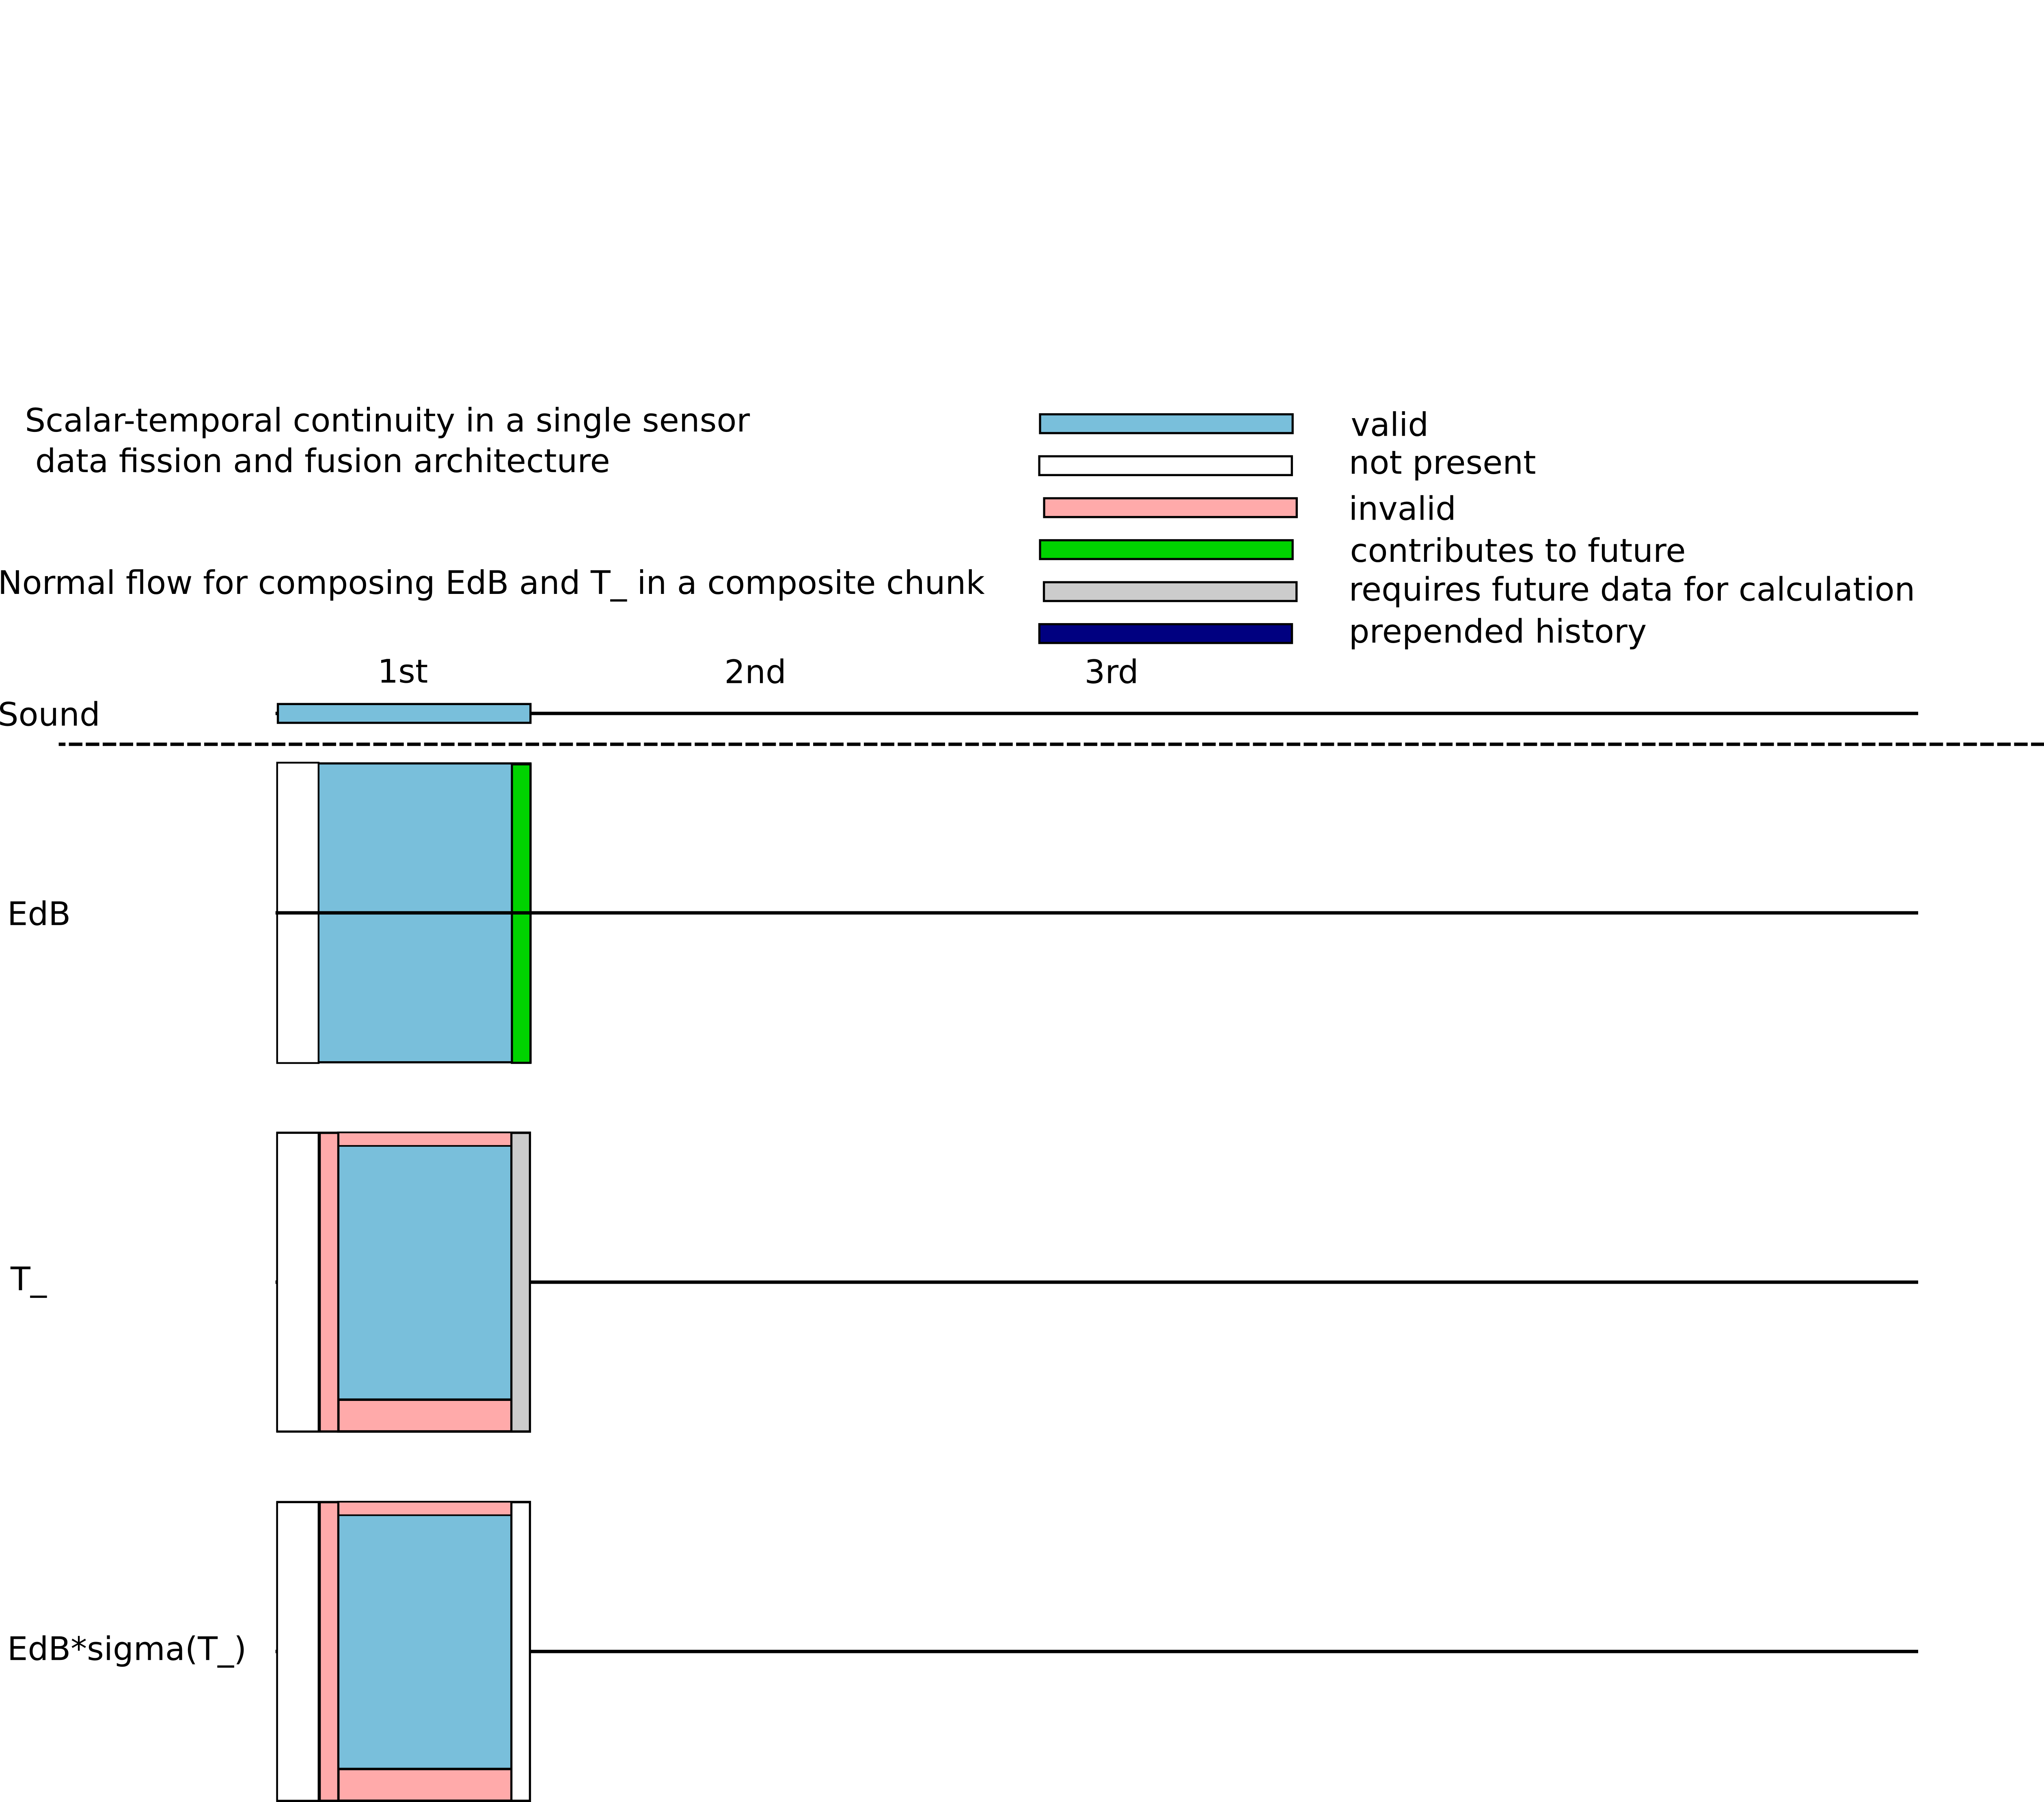 Scalar-temporal continuity in a single sensor
data fission and fusion architecture
valid
not present
invalid
contributes to future
requires future data for calculation
prepended history
Normal flow for composing EdB and T_ in a composite chunk
1st 2nd 3rd
Sound
EdB
T_
EdB*sigma(T_)